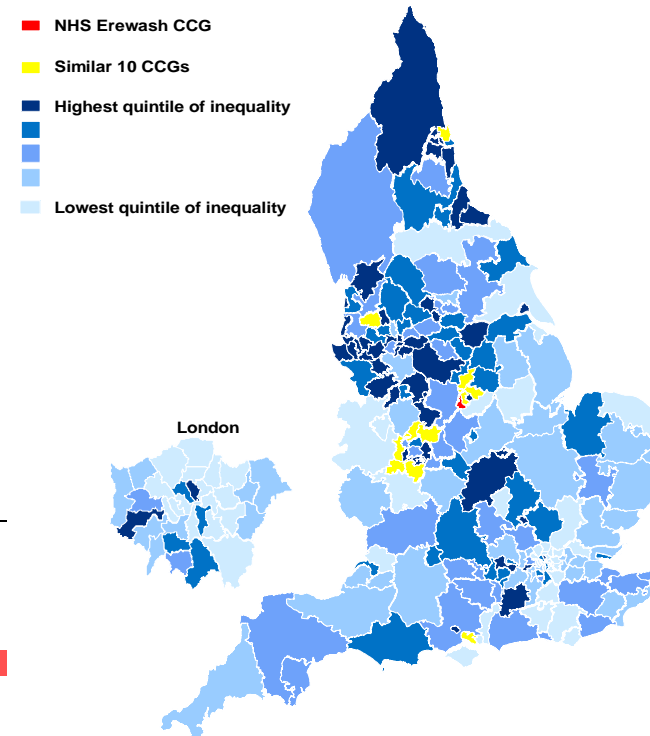 NHS Erewash CCG
Similar 10 CCGs
Highest quintile of inequality
Lowest quintile of inequality
London